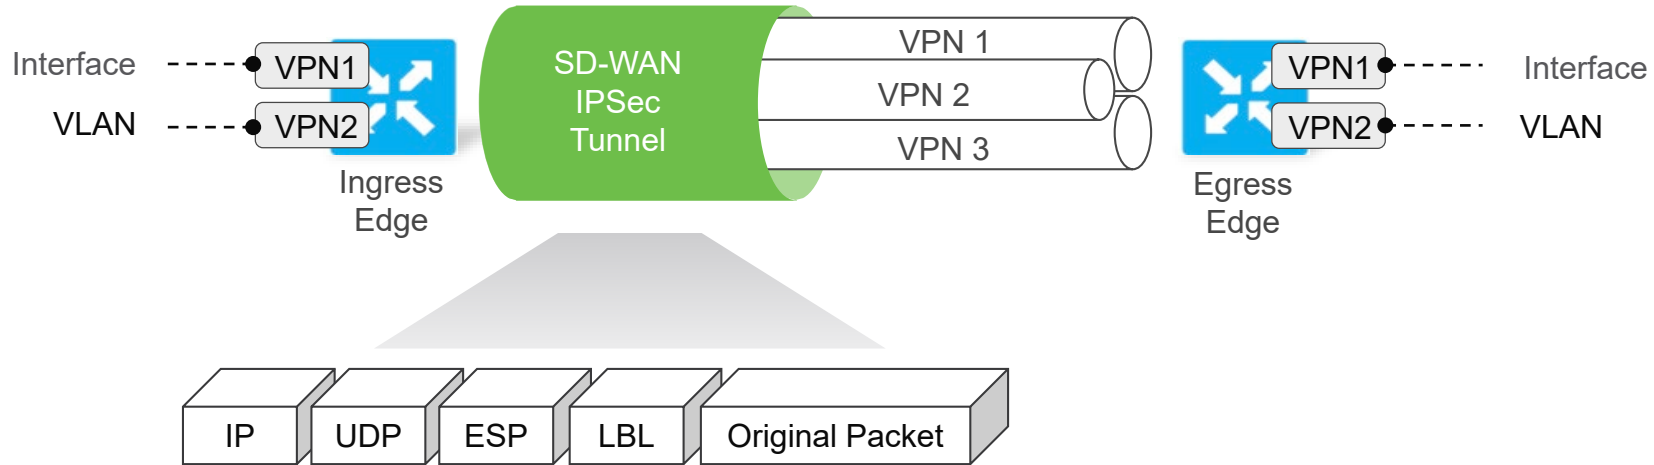 Interface
VLAN
VPN1
VPN2
Ingress
Edge
SD-WAN
IPSec
Tunnel
VPN 1
VPN 2
VPN 3
VPN1
VPN2
Egress
Edge
Interface
VLAN
IP
UDP
ESP
LBL
Original Packet